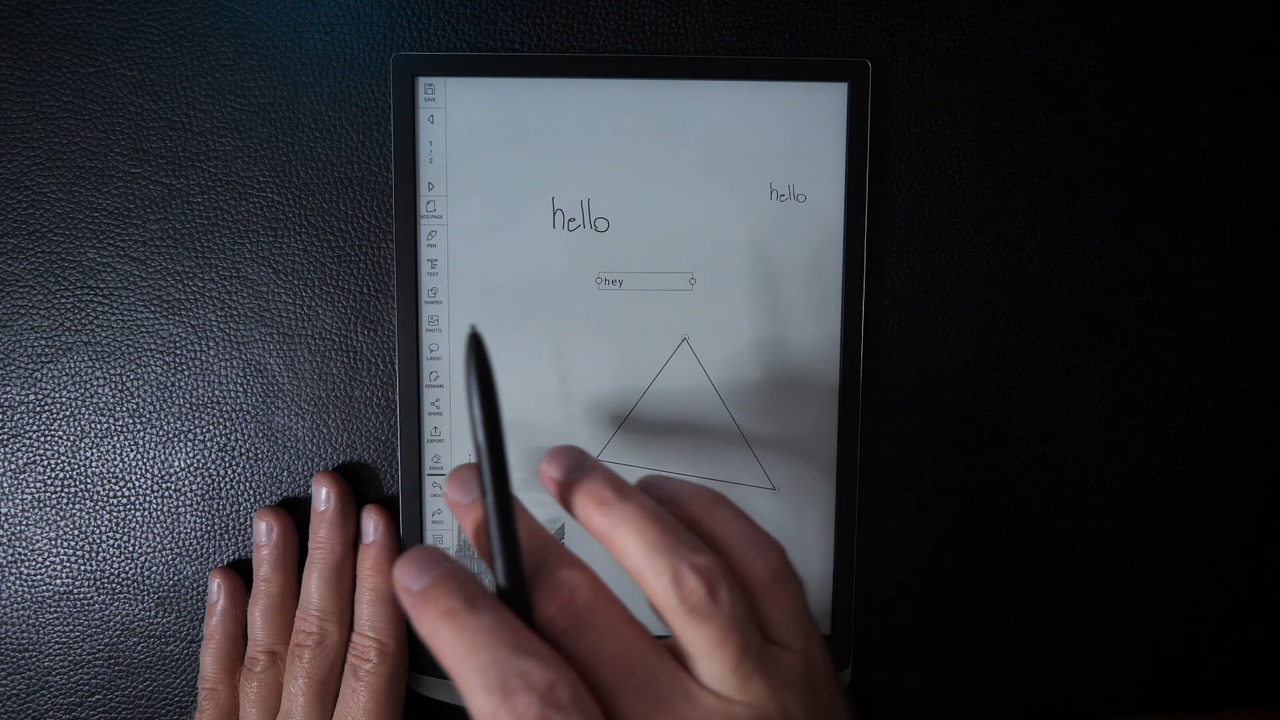 SAVE
1
/
2
ADD PAGE
PEN
TEXT
SHAPES
PHOTO
LASSO
RENAME
SHARE
EXPORT
ERASE
UNDO
REDO
hello
hello
hey